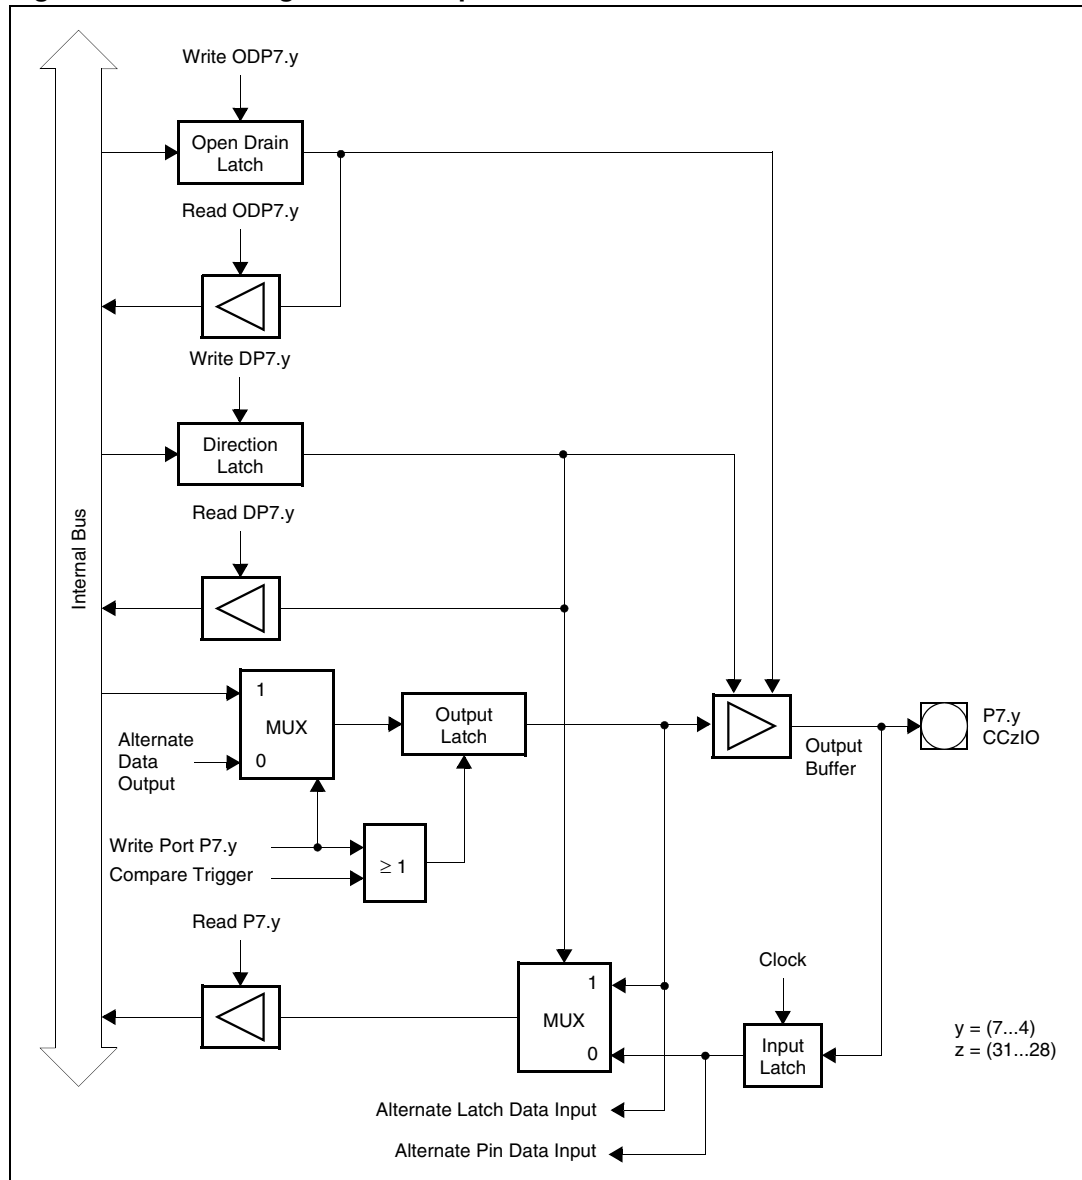 Write ODP7.y
Open Drain
Latch
Read ODP7.y
Write DP7.y
Direction
Latch
Read DP7.y
Internal Bus
1
MUX
0
Alternate
Data
Output
Output
Latch
Output
Buffer
P7.y
CCzIO
Write Port P7.y
Compare Trigger
≥ 1
Read P7.y
1
MUX
0
Clock
Input
Latch
y = (7...4)
z = (31...28)
Alternate Latch Data Input
Alternate Pin Data Input